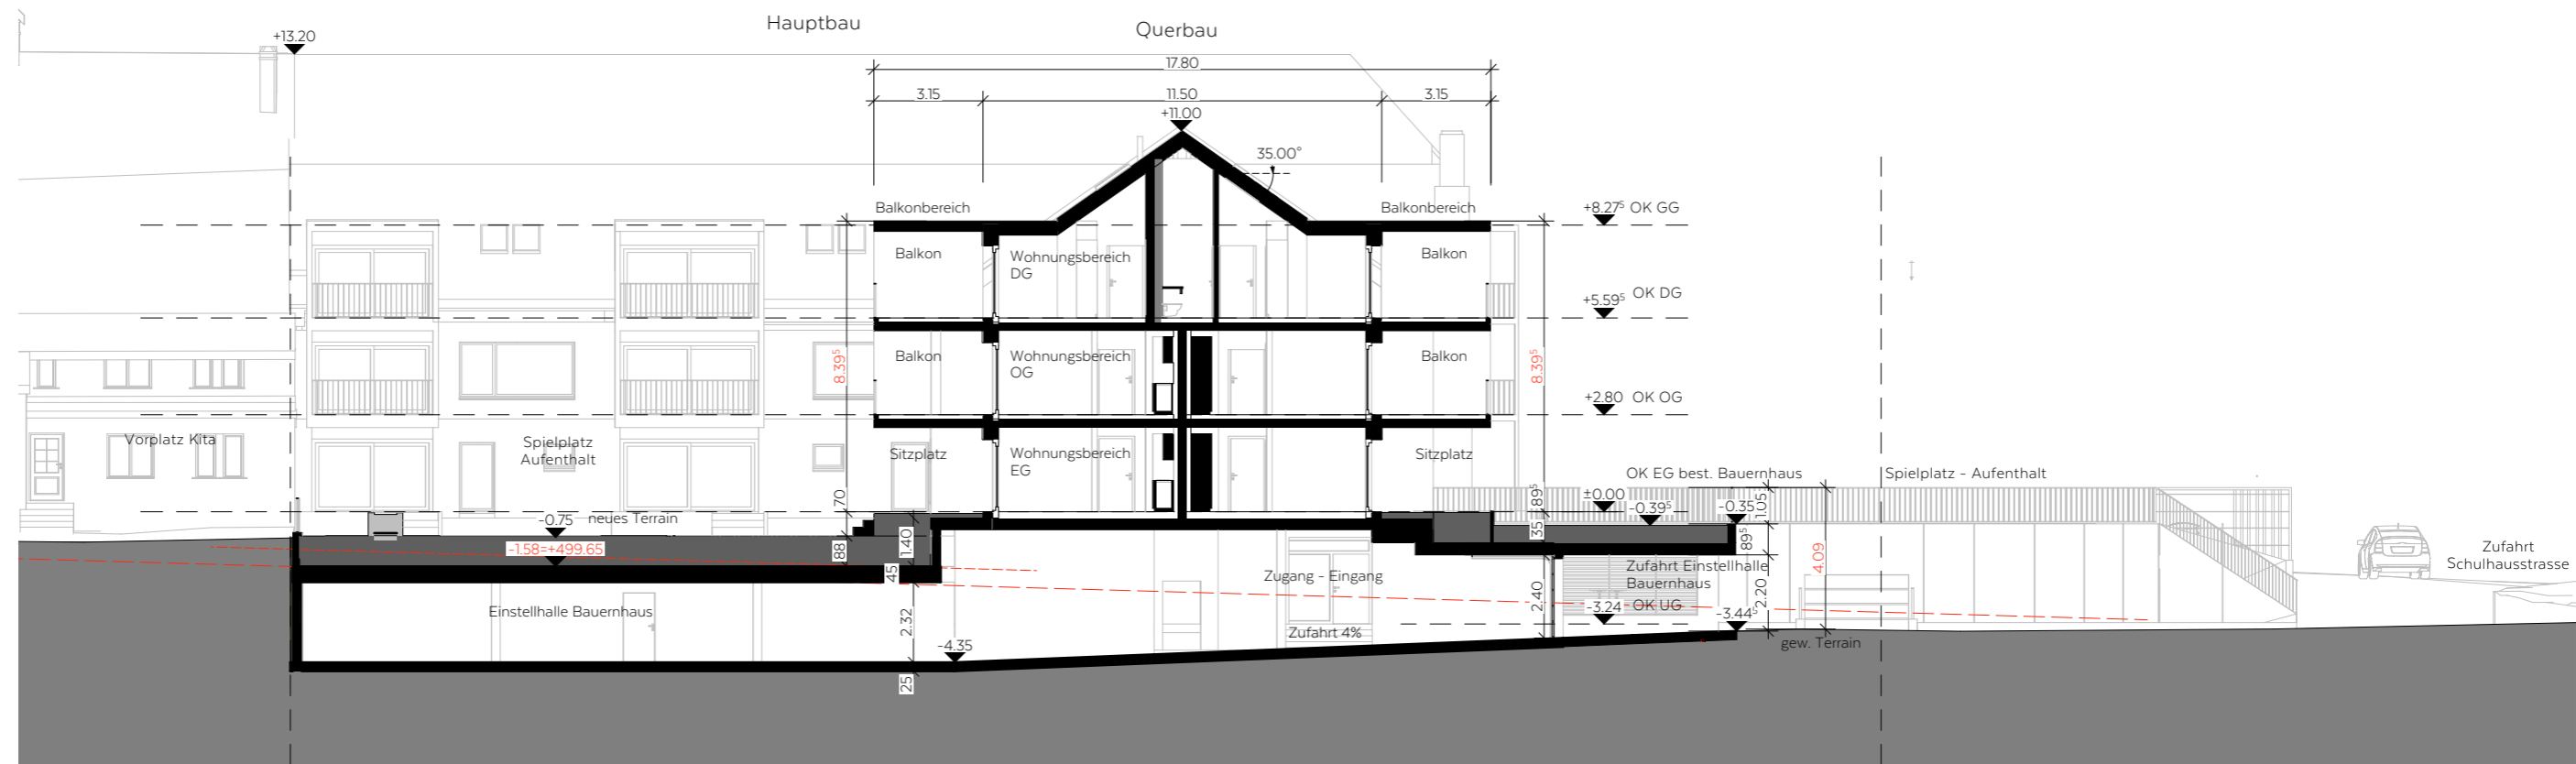 Hauptbau
Querbau
+13.20
17.80
3.15
11.50
3.15
+11.00
35.00°
Balkonbereich
Balkonbereich
+8.27⁵ OK GG
Balkon
Wohnungsbereich
DG
Balkon
+5.59⁵ OK DG
8.39⁵
Balkon
Wohnungsbereich
OG
Balkon
8.39⁵
+2.80 OK OG
Vorplatz Kita
Spielplatz
Aufenthalt
Sitzplatz
Wohnungsbereich
EG
Sitzplatz
OK EG best. Bauernhaus
Spielplatz - Aufenthalt
70
89⁵
±0.00
-0.39⁵
-0.35
1.05
-0.75
neues Terrain
-1.58=+499.65
88
1.40
45
35
89⁵
4.09
Zugang - Eingang
Zufahrt Einstellhalle
Bauernhaus
Zufahrt
Schulhausstrasse
Einstellhalle Bauernhaus
2.32
2.40
2.20
-3.24 OK UG
-3.44⁵
Zufahrt 4%
-4.35
gew. Terrain
25